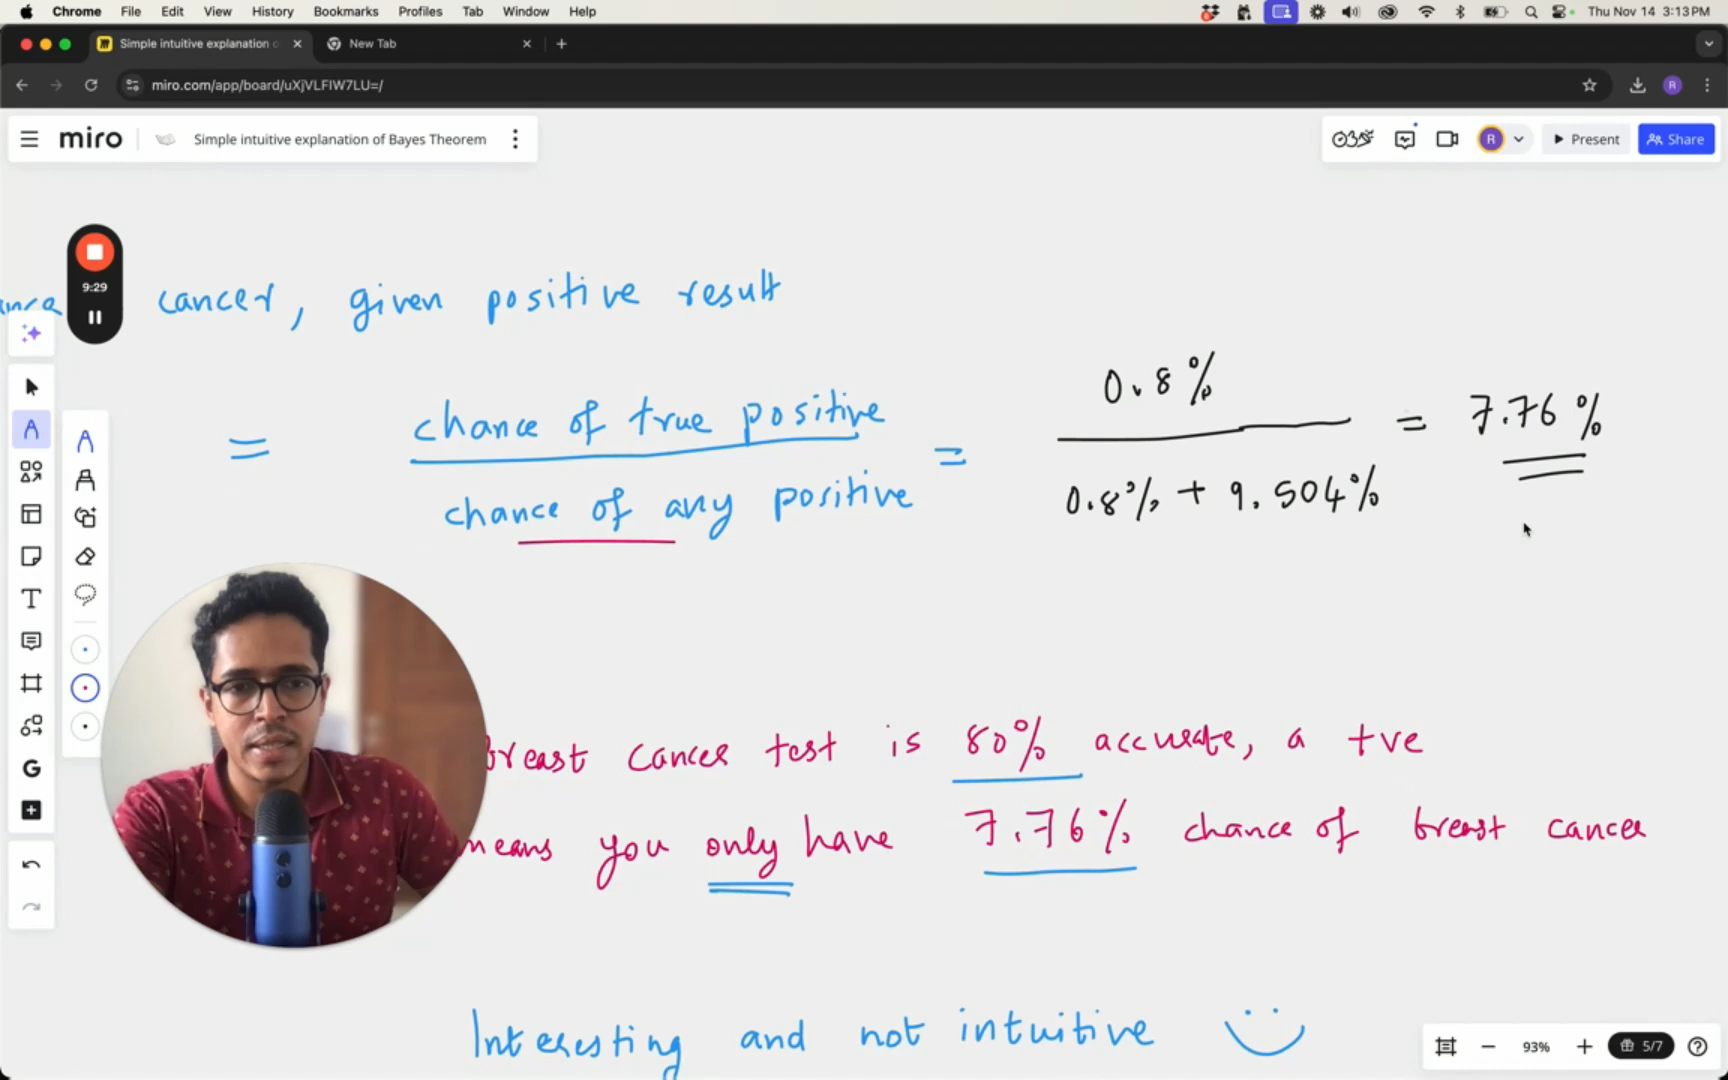 Chrome File Edit View History Bookmarks Profiles Tab Window Help Thu Nov 14 3:13 PM
Simple intuitive explanation o New Tab
miro.com/app/board/uXjVLFIW7LU=/ R
miro Simple intuitive explanation of Bayes Theorem R Present Share
9:29
cancer, given positive result
= chance of true positive = 0.8% = 7.76%
chance of any positive 0.8% + 9.504%
T
G
breast cancer test is 80% accurate, a +ve
means you only have 7.76% chance of breast cancer
Interesting and not intuitive
93% 5/7